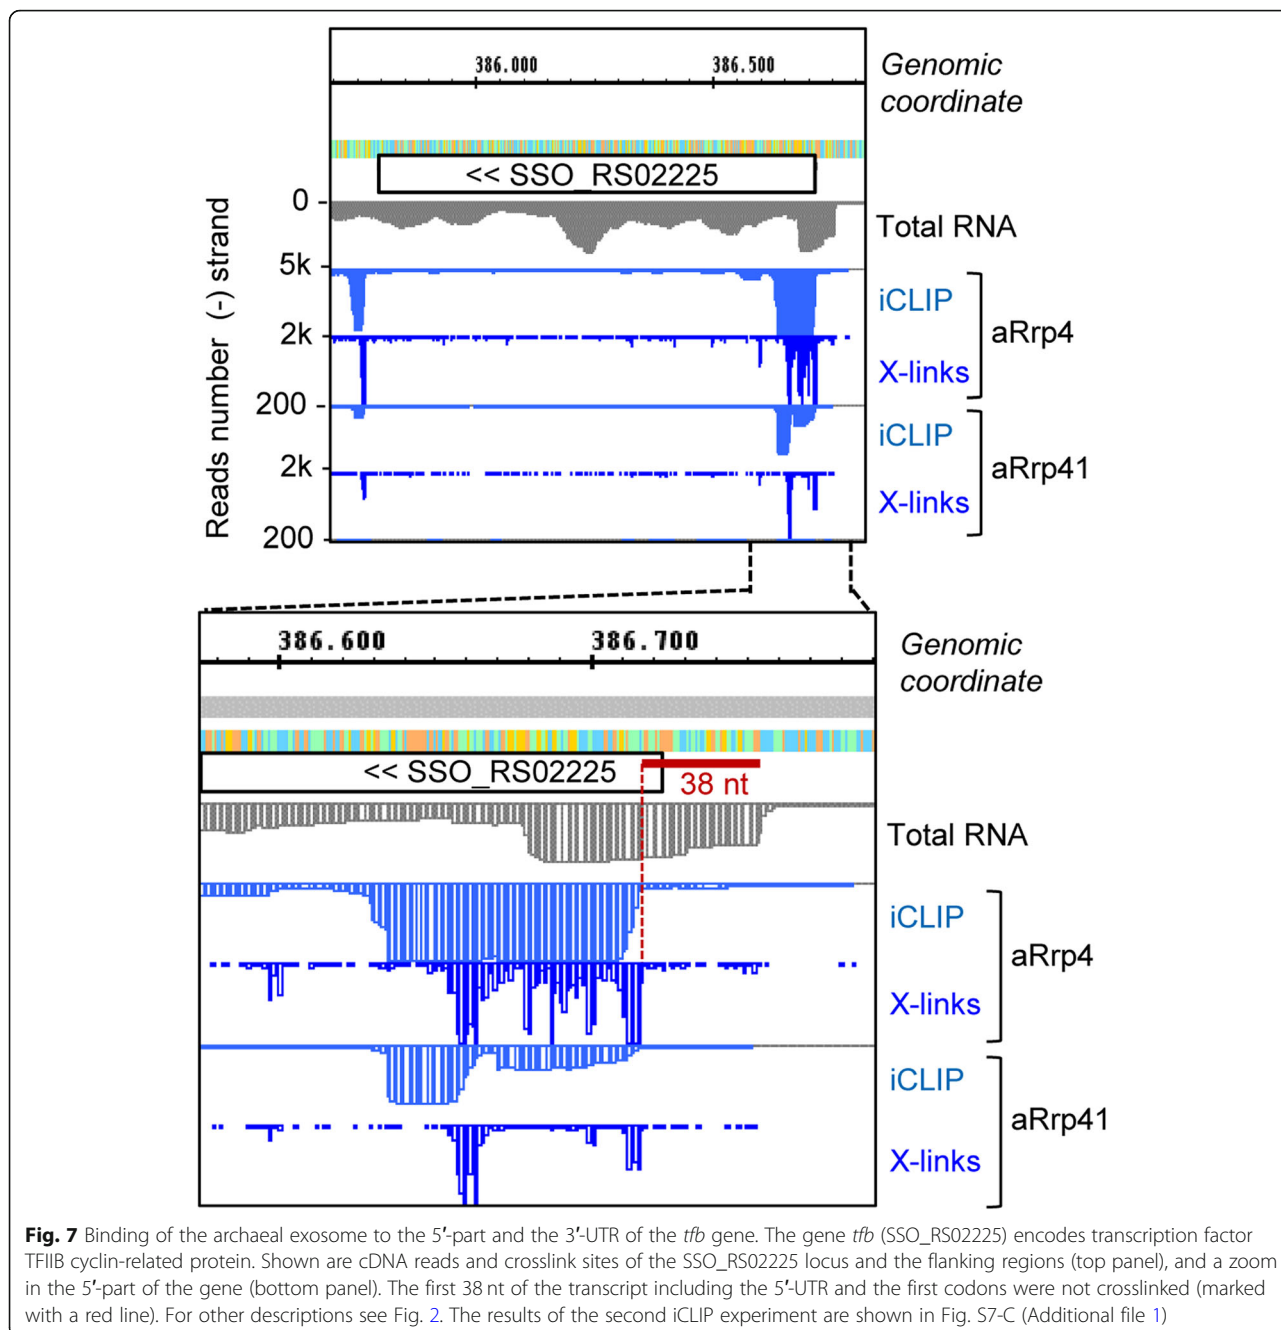 386.000 386.500 Genomic
coordinate
<< SSO_RS02225
0 Total RNA
5k iCLIP
aRrp4
2k X-links
200 iCLIP
aRrp41
2k X-links
200
Reads number (-) strand
386.600 386.700 Genomic
coordinate
<< SSO_RS02225 38 nt
Total RNA
iCLIP
aRrp4
X-links
iCLIP
aRrp41
X-links
Fig. 7 Binding of the archaeal exosome to the 5′-part and the 3′-UTR of the tfb gene. The gene tfb (SSO_RS02225) encodes transcription factor
TFIIB cyclin-related protein. Shown are cDNA reads and crosslink sites of the SSO_RS02225 locus and the flanking regions (top panel), and a zoom
in the 5′-part of the gene (bottom panel). The first 38 nt of the transcript including the 5′-UTR and the first codons were not crosslinked (marked
with a red line). For other descriptions see Fig. 2. The results of the second iCLIP experiment are shown in Fig. S7-C (Additional file 1)